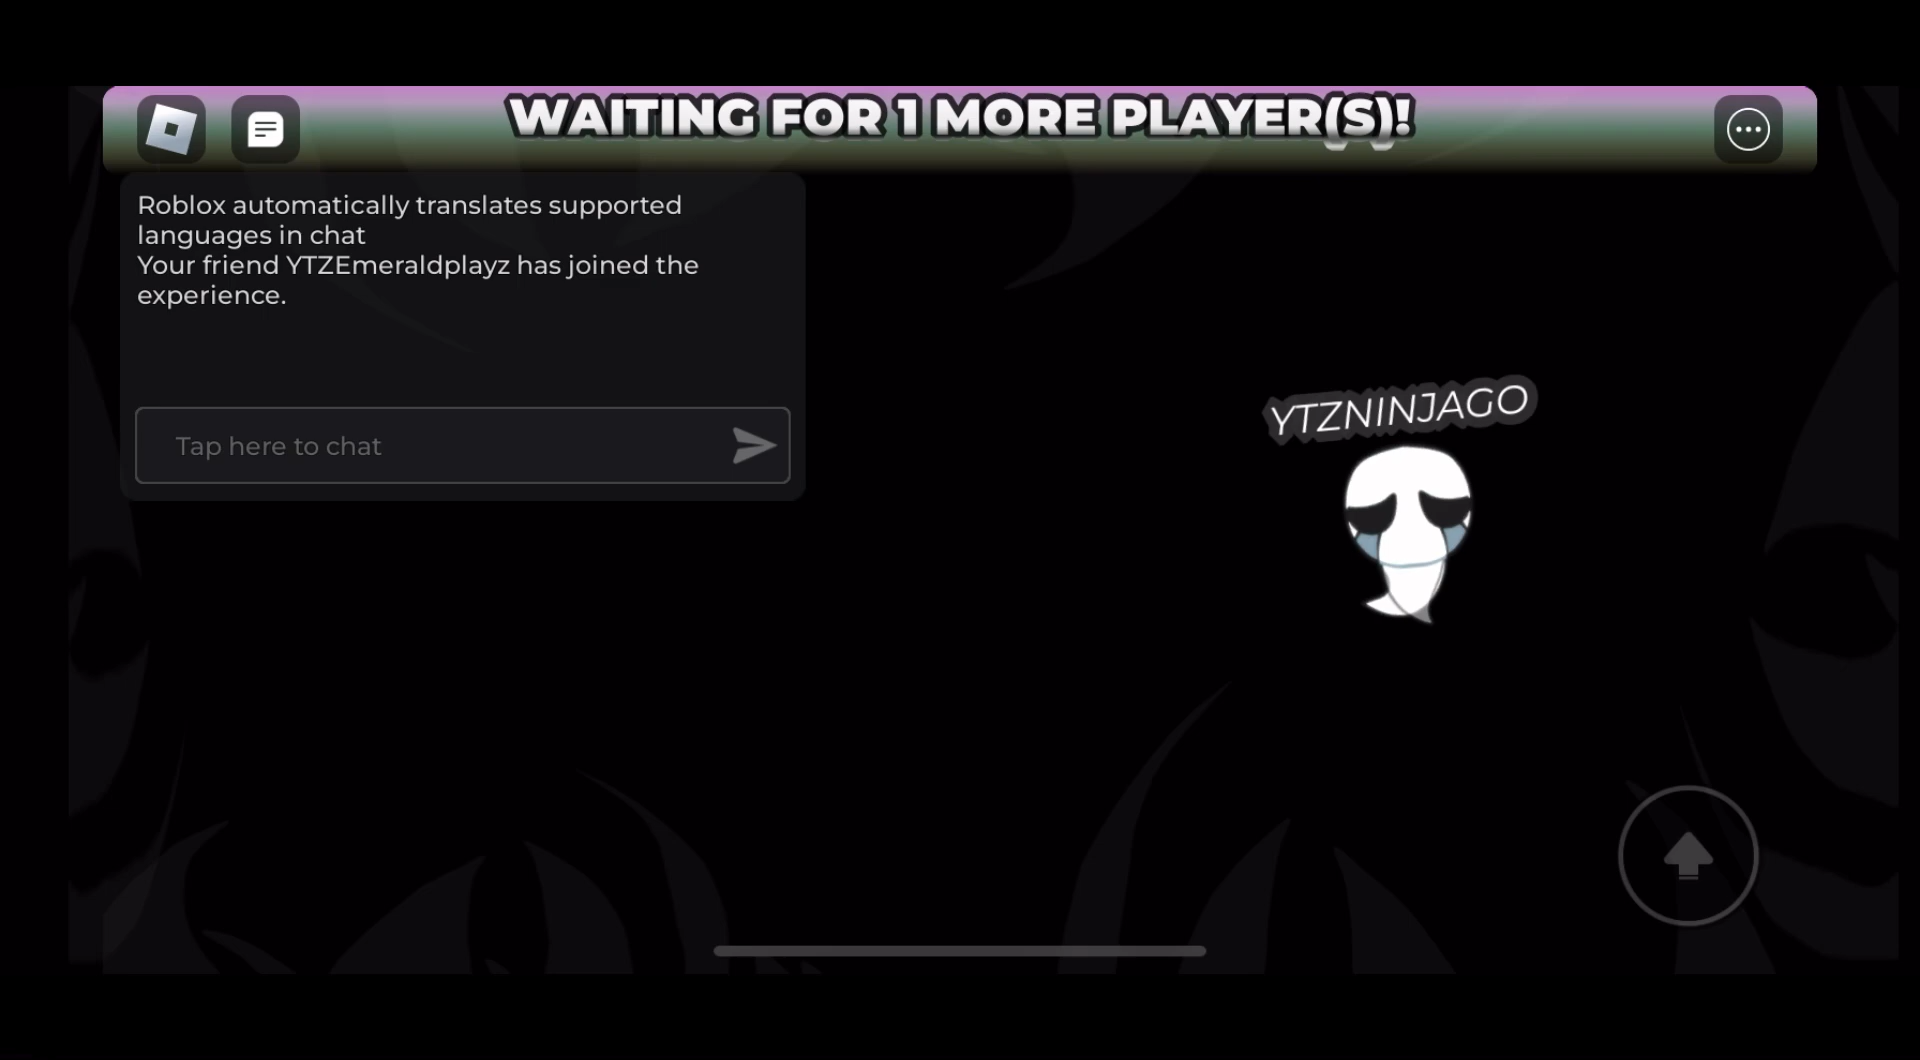 WAITING FOR 1 MORE PLAYER(S)!
Roblox automatically translates supported
languages in chat
Your friend YTZEmeraldplayz has joined the
experience.
Tap here to chat
YTZNINJAGO